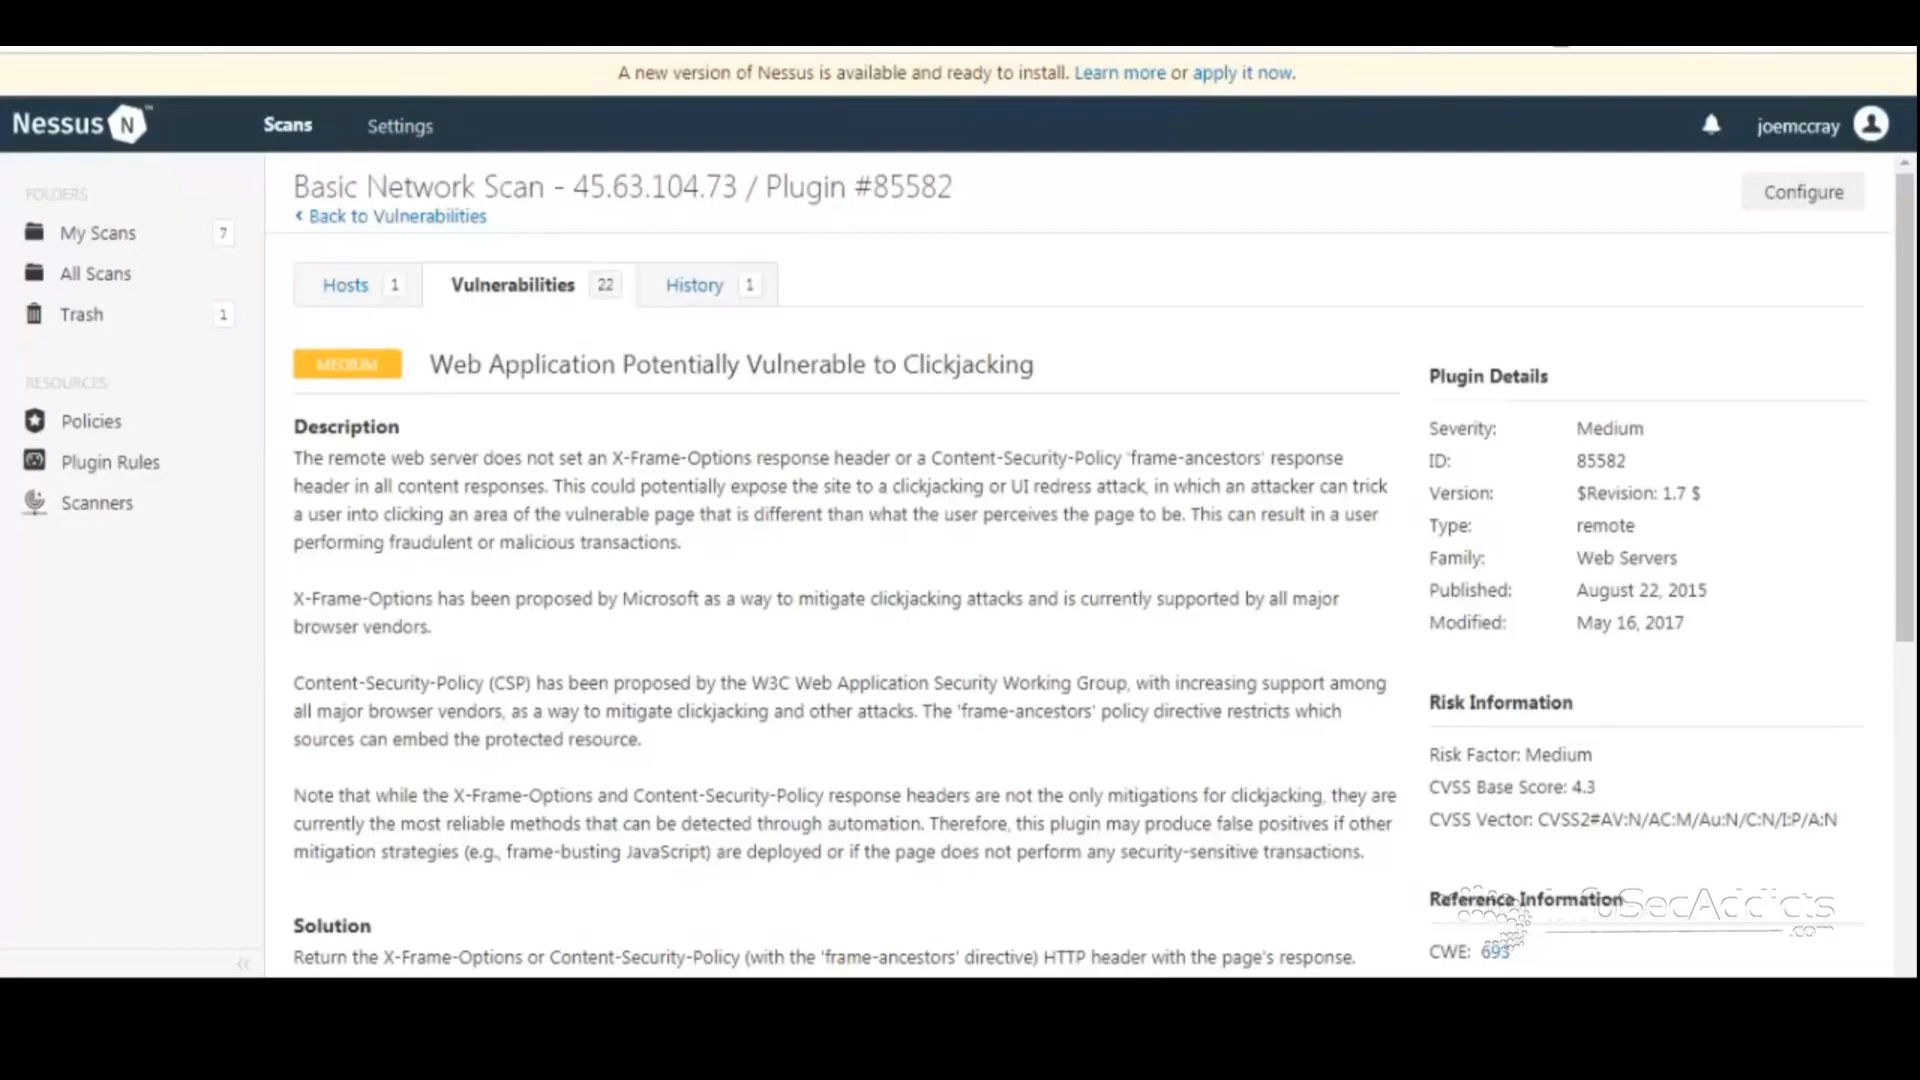 A new version of Nessus is available and ready to install. Learn more or apply it now.
Nessus N
Scans
Settings
joemccray
FOLDERS
My Scans 7
All Scans
Trash 1
RESOURCES
Policies
Plugin Rules
Scanners
Basic Network Scan - 45.63.104.73 / Plugin #85582
Configure
‹ Back to Vulnerabilities
Hosts 1
Vulnerabilities 22
History 1
MEDIUM
Web Application Potentially Vulnerable to Clickjacking
Description
The remote web server does not set an X-Frame-Options response header or a Content-Security-Policy 'frame-ancestors' response
header in all content responses. This could potentially expose the site to a clickjacking or UI redress attack, in which an attacker can trick
a user into clicking an area of the vulnerable page that is different than what the user perceives the page to be. This can result in a user
performing fraudulent or malicious transactions.
X-Frame-Options has been proposed by Microsoft as a way to mitigate clickjacking attacks and is currently supported by all major
browser vendors.
Content-Security-Policy (CSP) has been proposed by the W3C Web Application Security Working Group, with increasing support among
all major browser vendors, as a way to mitigate clickjacking and other attacks. The 'frame-ancestors' policy directive restricts which
sources can embed the protected resource.
Note that while the X-Frame-Options and Content-Security-Policy response headers are not the only mitigations for clickjacking, they are
currently the most reliable methods that can be detected through automation. Therefore, this plugin may produce false positives if other
mitigation strategies (e.g., frame-busting JavaScript) are deployed or if the page does not perform any security-sensitive transactions.
Solution
Return the X-Frame-Options or Content-Security-Policy (with the 'frame-ancestors' directive) HTTP header with the page's response.
Plugin Details
Severity: Medium
ID: 85582
Version: $Revision: 1.7 $
Type: remote
Family: Web Servers
Published: August 22, 2015
Modified: May 16, 2017
Risk Information
Risk Factor: Medium
CVSS Base Score: 4.3
CVSS Vector: CVSS2#AV:N/AC:M/Au:N/C:N/I:P/A:N
Reference Information
CWE: 693
InfoSecAddicts
.com